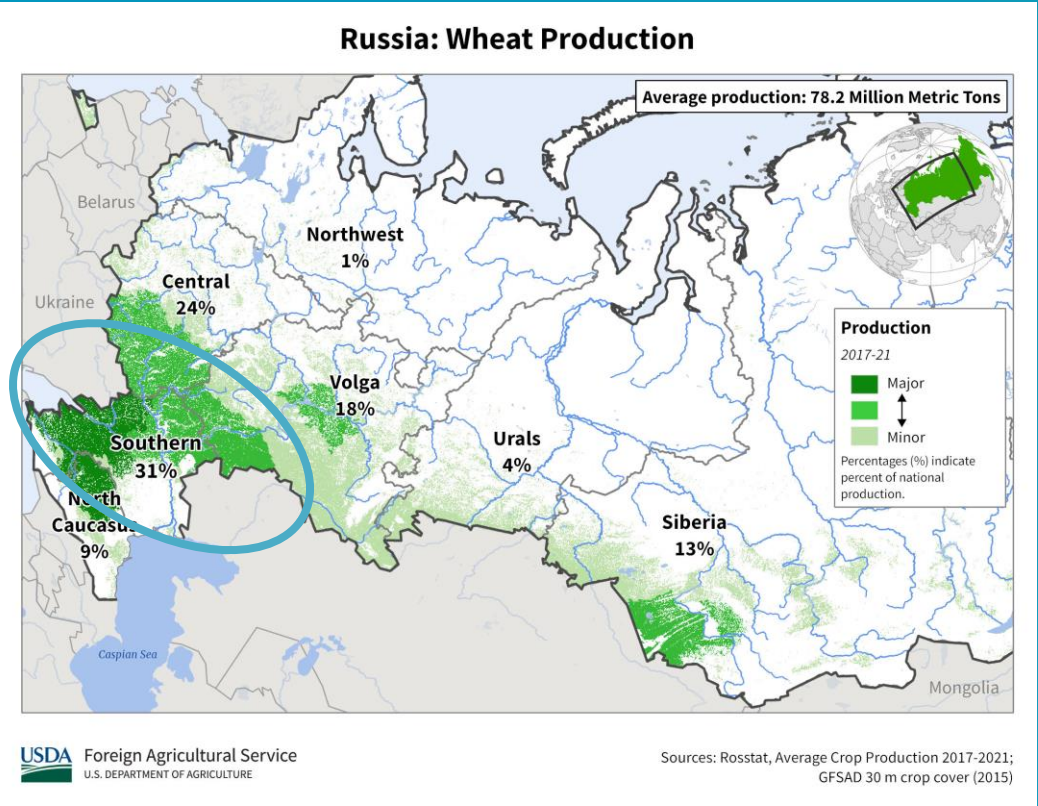 Russia: Wheat Production
Average production: 78.2 Million Metric Tons
Belarus
Northwest
1%
Central
24%
Ukraine
Production
2017-21
Major
Minor
Percentages (%) indicate
percent of national
production.
Volga
18%
Southern
31%
Urals
4%
North
Caucasus
9%
Siberia
13%
Caspian Sea
Mongolia
USDA
Foreign Agricultural Service
U.S. DEPARTMENT OF AGRICULTURE
Sources: Rosstat, Average Crop Production 2017-2021;
GFSAD 30 m crop cover (2015)